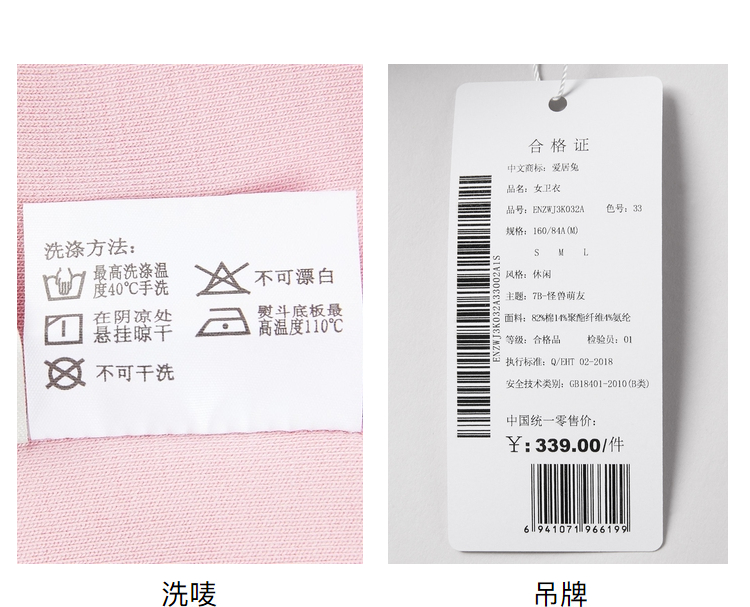 洗涤方法:
最高洗涤温
度40℃手洗
不可漂白
在阴凉处
悬挂晾干
熨斗底板最
高温度110℃
不可干洗
合格证
中文商标: 爱居兔
品名: 女卫衣
品号: ENZWJ3K032A 色号: 33
规格: 160/84A(M)
S M L
风格: 休闲
主题: 7B-怪兽萌友
面料: 82%棉14%聚酯纤维4%氨纶
等级: 合格品 检验员: 01
执行标准: Q/EHT 02-2018
安全技术类别: GB18401-2010(B类)
ENZWJ3K032A33002A1S
中国统一零售价:
¥:339.00/件
6 941071 966199
洗唛
吊牌